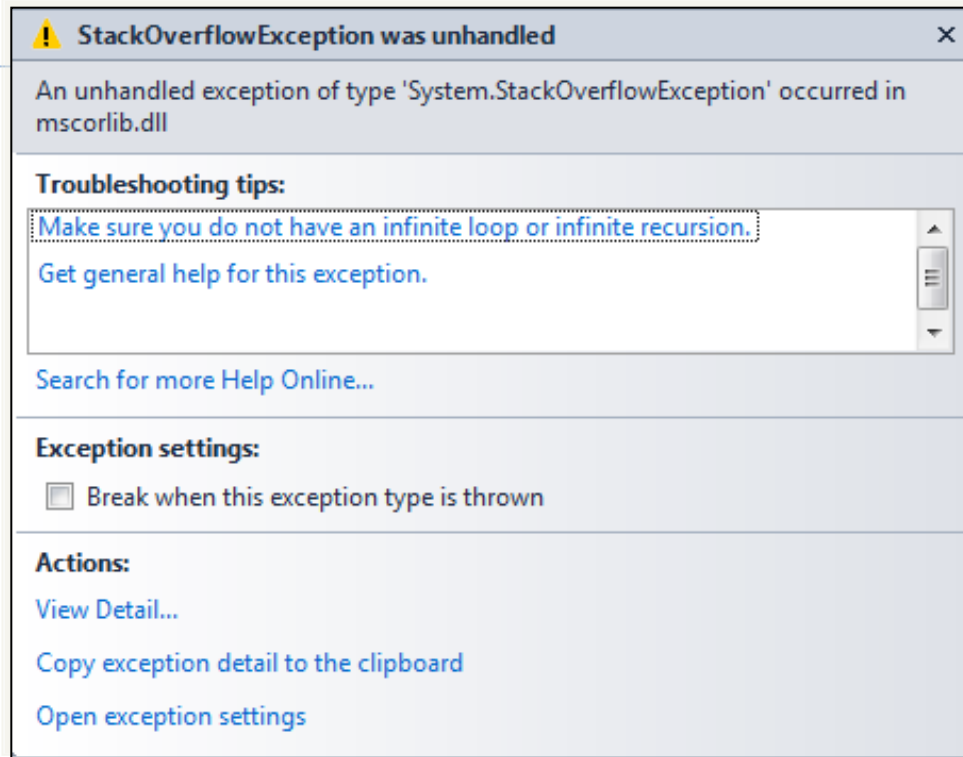 StackOverflowException was unhandled
An unhandled exception of type 'System.StackOverflowException' occurred in
mscorlib.dll
Troubleshooting tips:
Make sure you do not have an infinite loop or infinite recursion.
Get general help for this exception.
Search for more Help Online...
Exception settings:
Break when this exception type is thrown
Actions:
View Detail...
Copy exception detail to the clipboard
Open exception settings